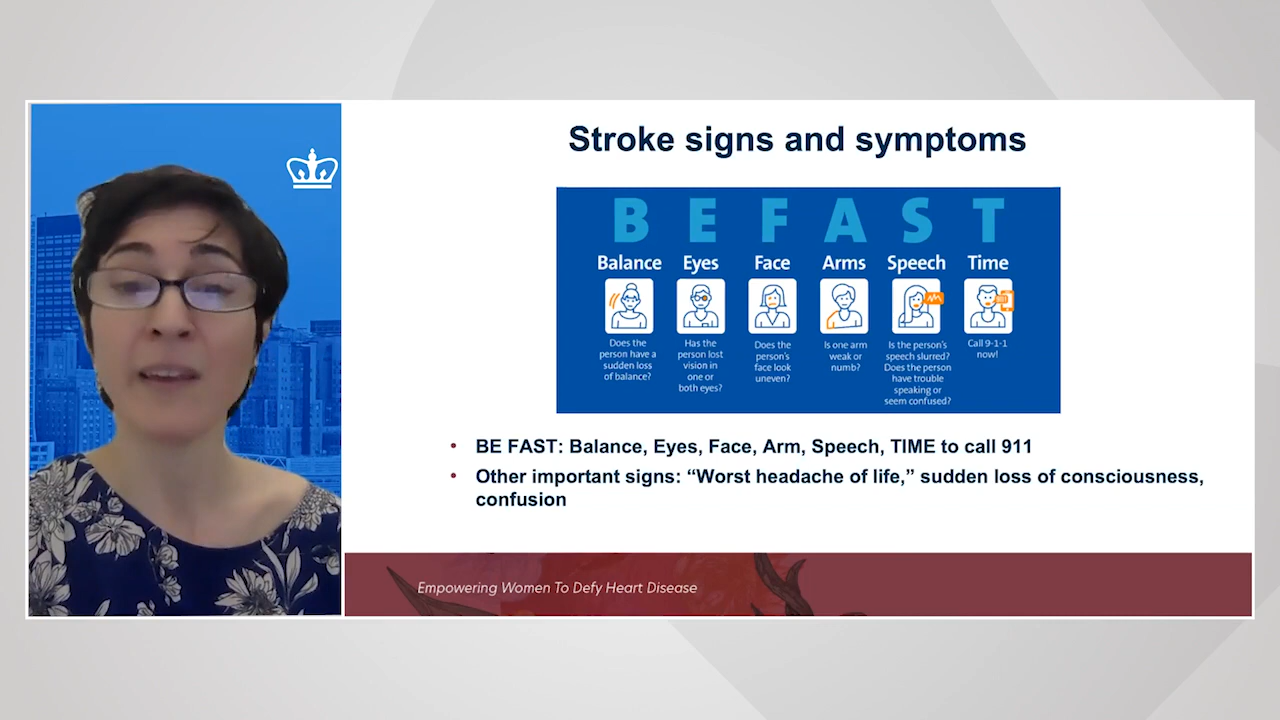 Stroke signs and symptoms
B E F A S T
Balance Eyes Face Arms Speech Time
Does the person have a sudden loss of balance?
Has the person lost vision in one or both eyes?
Does the person's face look uneven?
Is one arm weak or numb?
Is the person's speech slurred? Does the person have trouble speaking or seem confused?
Call 9-1-1 now!
• BE FAST: Balance, Eyes, Face, Arm, Speech, TIME to call 911
• Other important signs: “Worst headache of life,” sudden loss of consciousness,
confusion
Empowering Women To Defy Heart Disease